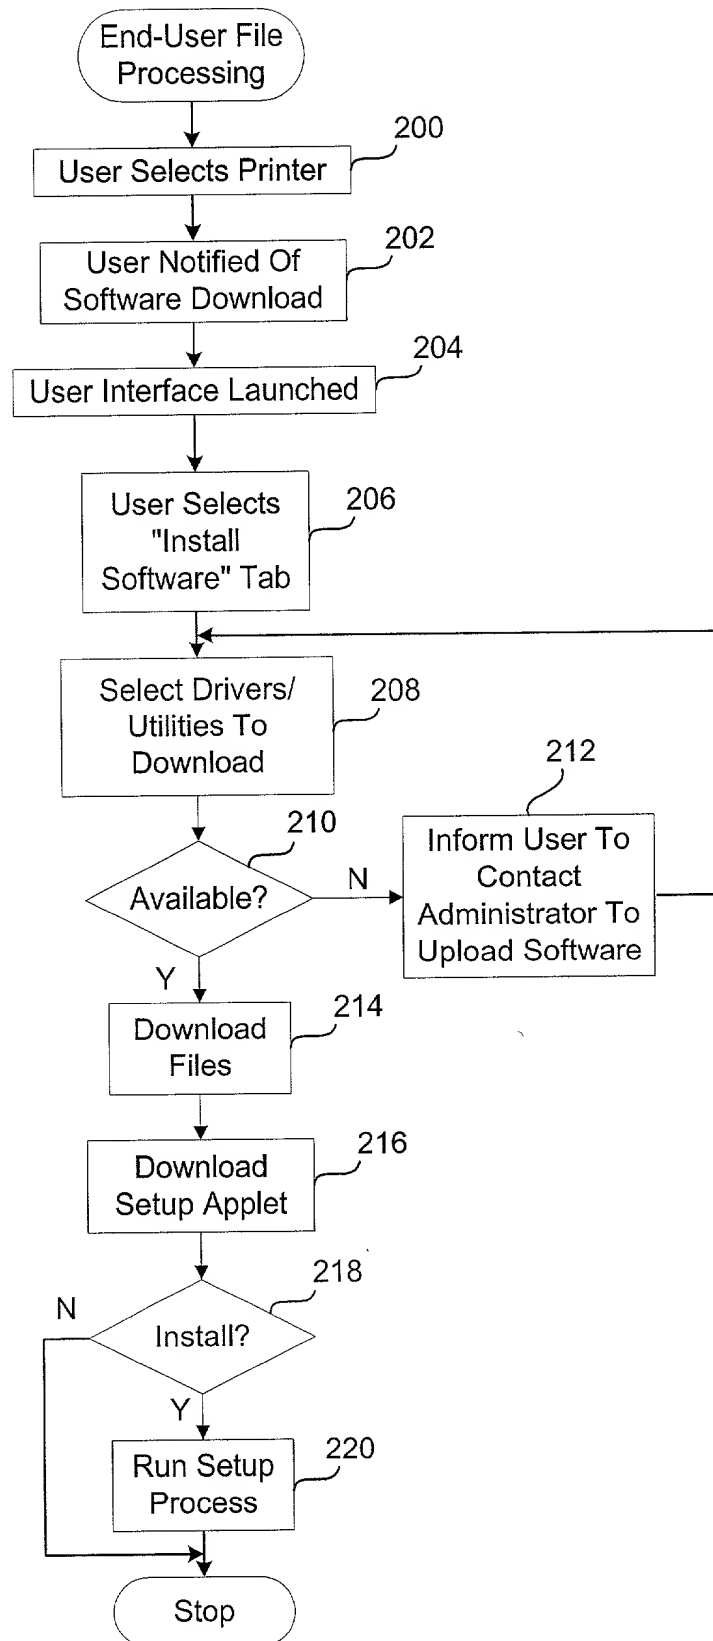 End-User File
Processing
200
User Selects Printer
202
User Notified Of
Software Download
204
User Interface Launched
206
User Selects
"Install
Software" Tab
208
Select Drivers/
Utilities To
Download
210
Available?
N
212
Inform User To
Contact
Administrator To
Upload Software
Y
214
Download
Files
216
Download
Setup Applet
218
N
Install?
Y
220
Run Setup
Process
Stop